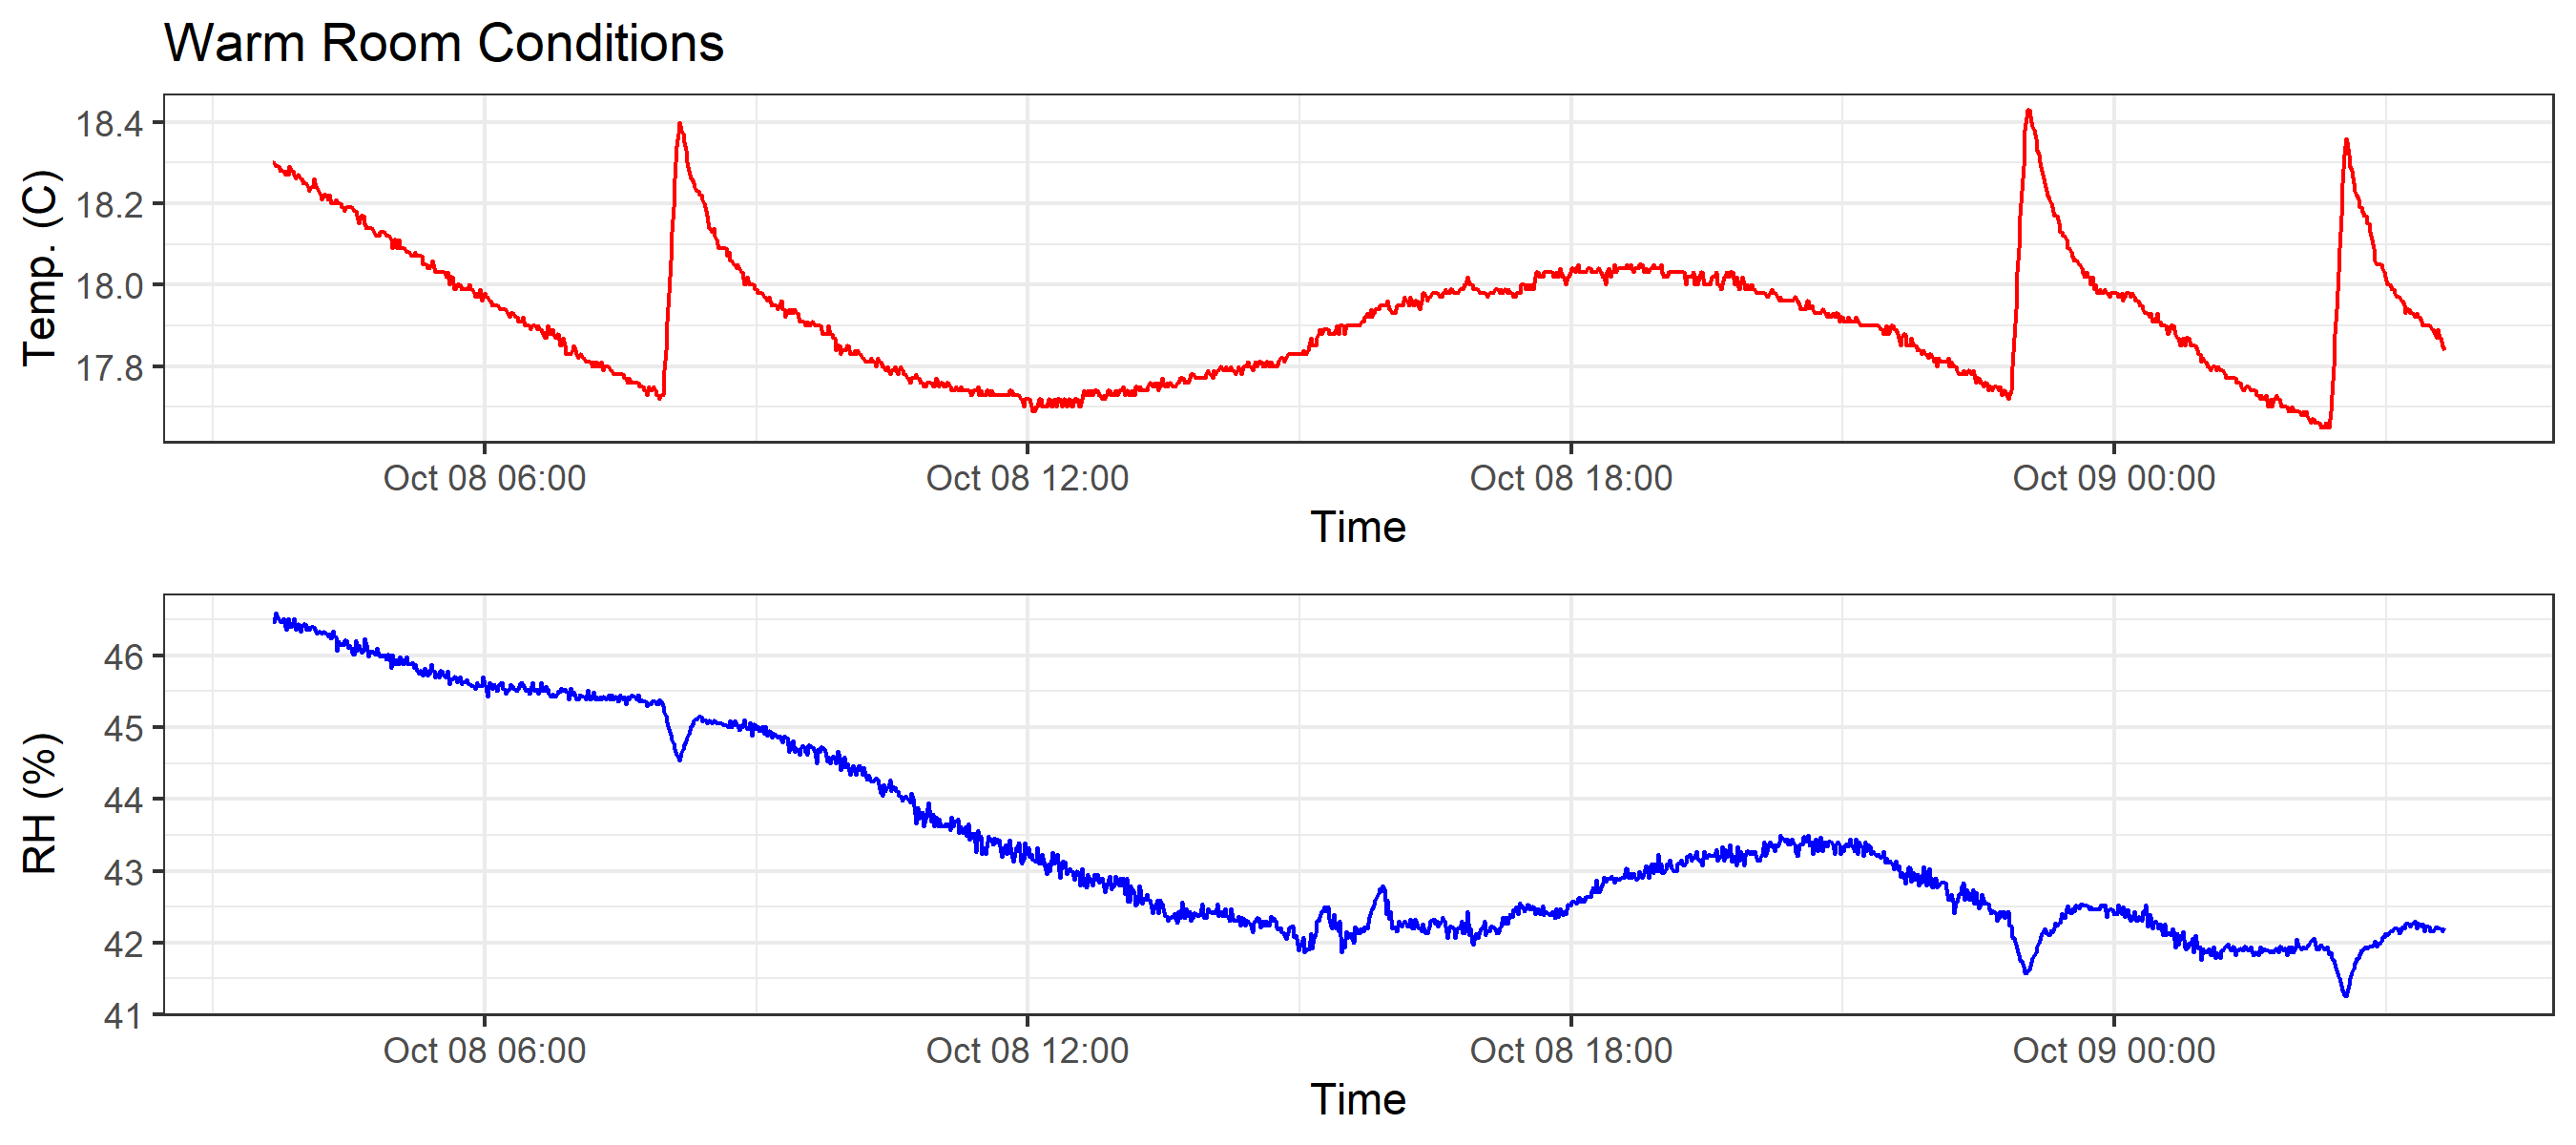 Warm Room Conditions
Temp. (C)
18.4
18.2
18.0
17.8
Oct 08 06:00 Oct 08 12:00 Oct 08 18:00 Oct 09 00:00
Time
RH (%)
46
45
44
43
42
41
Oct 08 06:00 Oct 08 12:00 Oct 08 18:00 Oct 09 00:00
Time